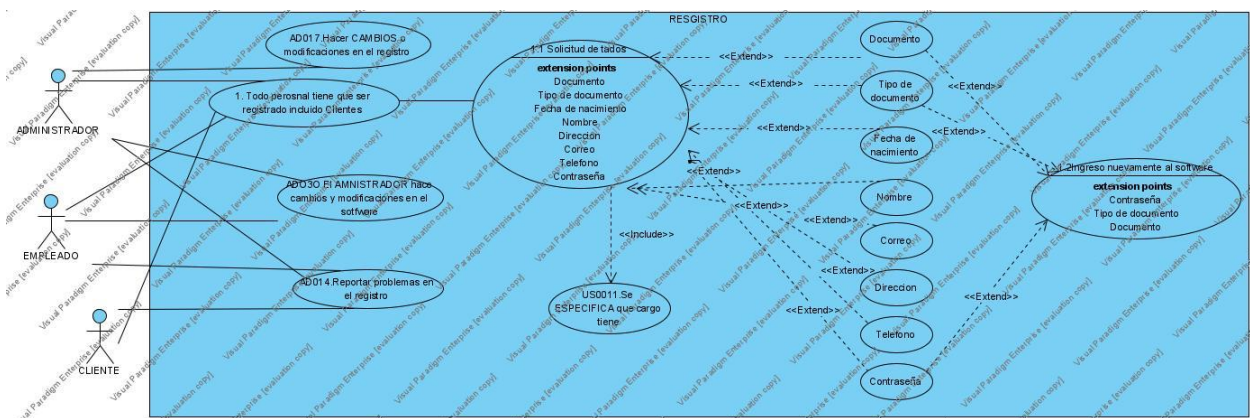 RESGISTRO
AD017.Hacer CAMBIOS o
modificaciones en el registro
1. Todo perosnal tiene que ser
registrado incluido Clientes
ADO3O El AMNISTRADOR hace
cambios y modificaciones en el
sotfware
AD014.Reportar problemas en
el registro
ADMINISTRADOR
EMPLEADO
CLIENTE
1.1 Solicitud de tados
extension points
Documento
Tipo de documento
Fecha de nacimiento
Nombre
Direccion
Correo
Telefono
Contraseña
<<Include>>
US0011.Se
ESPECIFICA que cargo
tiene
<<Extend>>
<<Extend>>
<<Extend>>
<<Extend>>
<<Extend>>
<<Extend>>
<<Extend>>
<<Extend>>
Documento
Tipo de
documento
Fecha de
nacimiento
Nombre
Correo
Direccion
Telefono
Contraseña
<<Extend>>
<<Extend>>
<<Extend>>
1.2Ingreso nuevamente al software
extension points
Contraseña
Tipo de documento
Documento
Visual Paradigm Enterprise [evaluation copy]